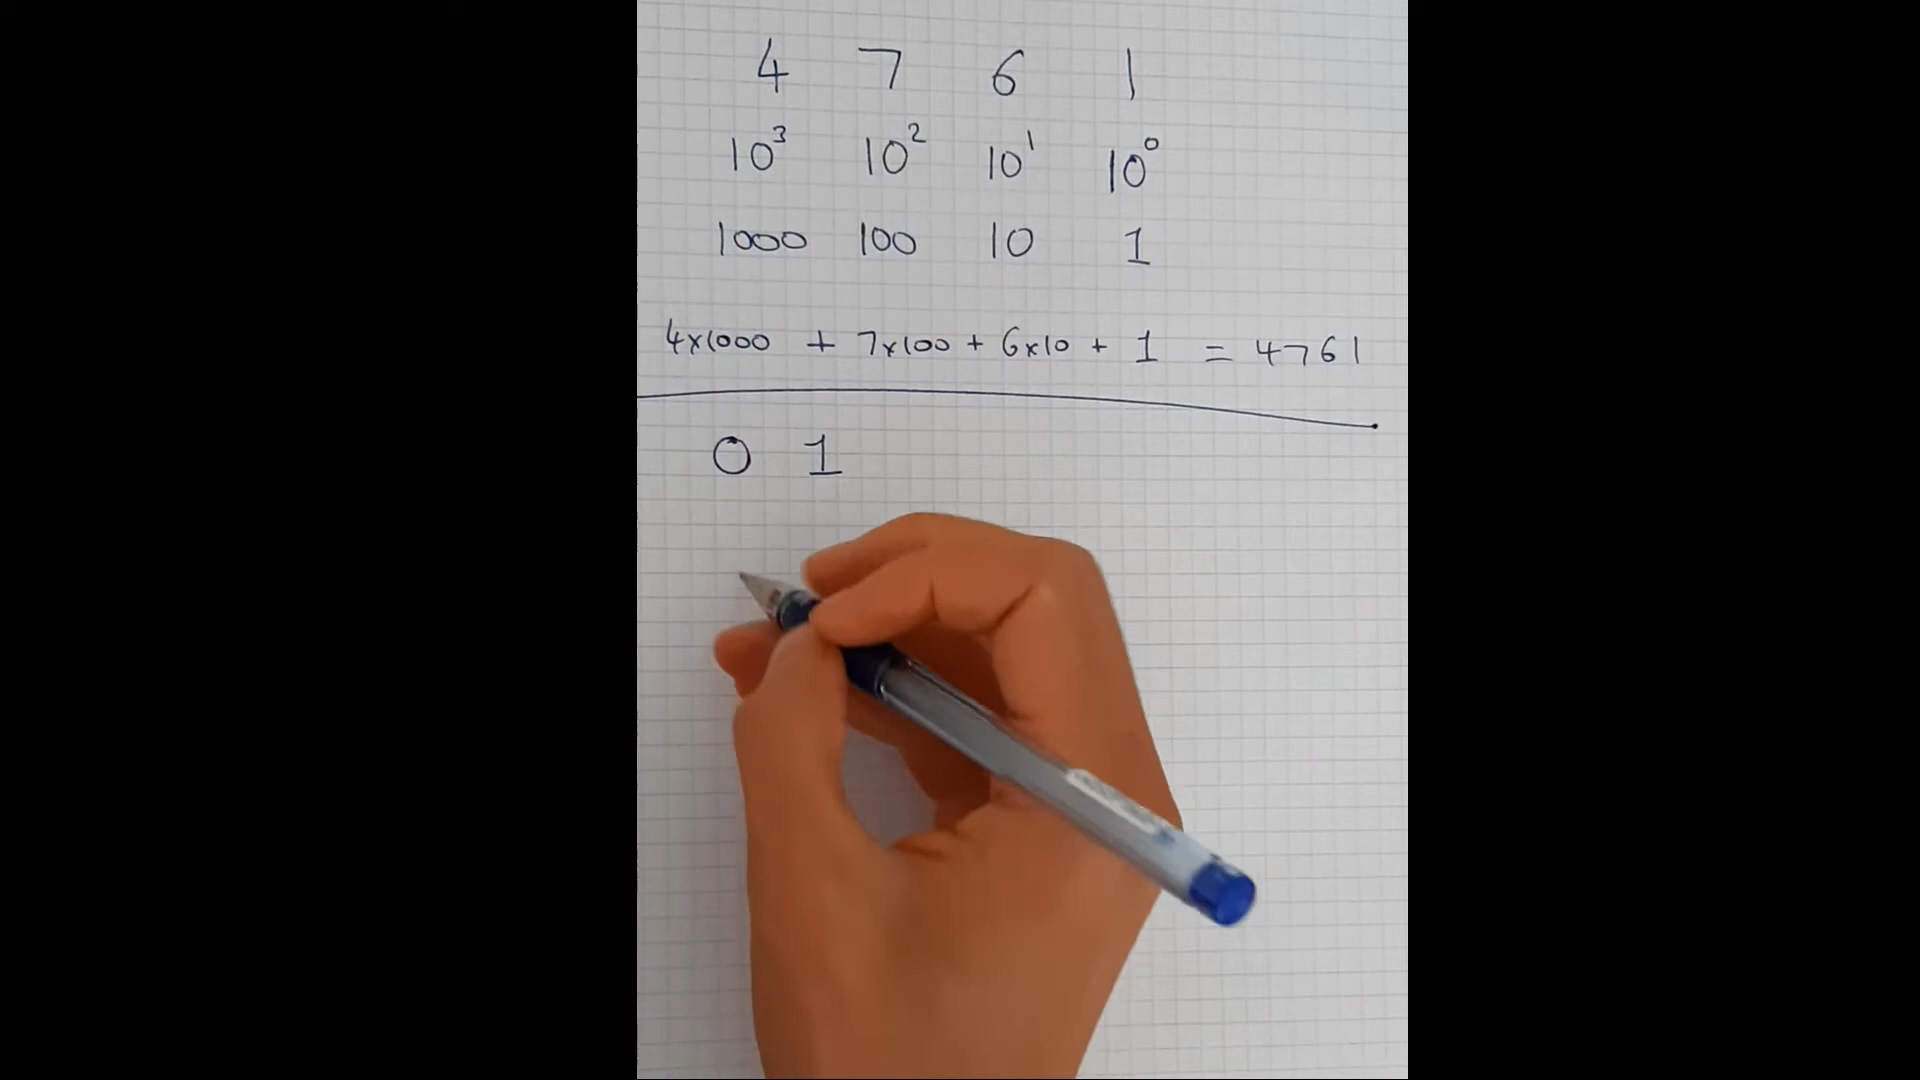 4 7 6 1
10³ 10² 10¹ 10⁰
1000 100 10 1
4x1000 + 7x100 + 6x10 + 1 = 4761
0 1